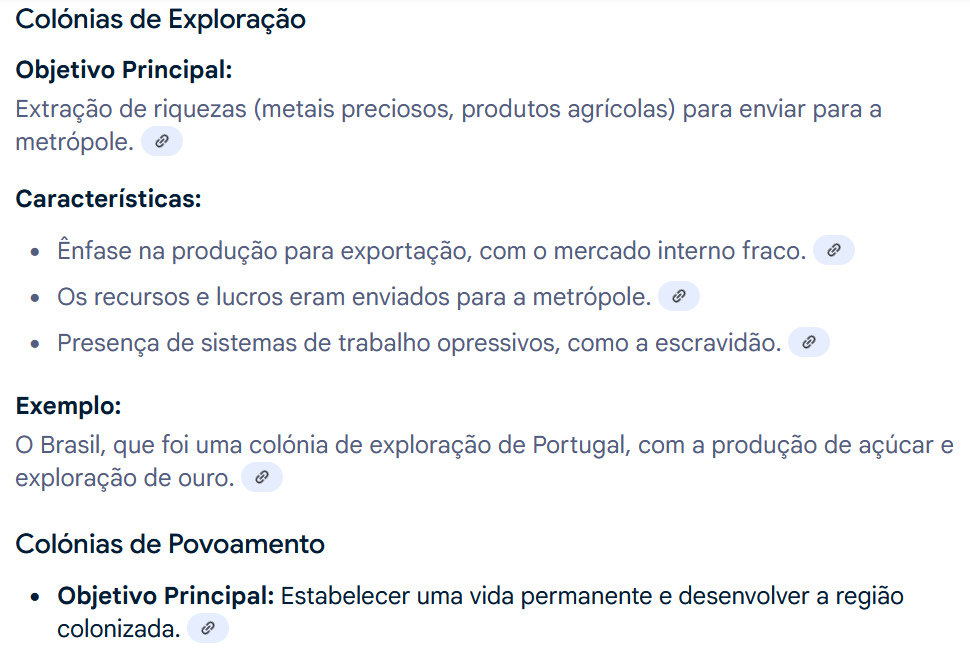 Colónias de Exploração
Objetivo Principal:
Extração de riquezas (metais preciosos, produtos agrícolas) para enviar para a
metrópole.
Características:
• Ênfase na produção para exportação, com o mercado interno fraco.
• Os recursos e lucros eram enviados para a metrópole.
• Presença de sistemas de trabalho opressivos, como a escravidão.
Exemplo:
O Brasil, que foi uma colónia de exploração de Portugal, com a produção de açúcar e
exploração de ouro.
Colónias de Povoamento
• Objetivo Principal: Estabelecer uma vida permanente e desenvolver a região
colonizada.